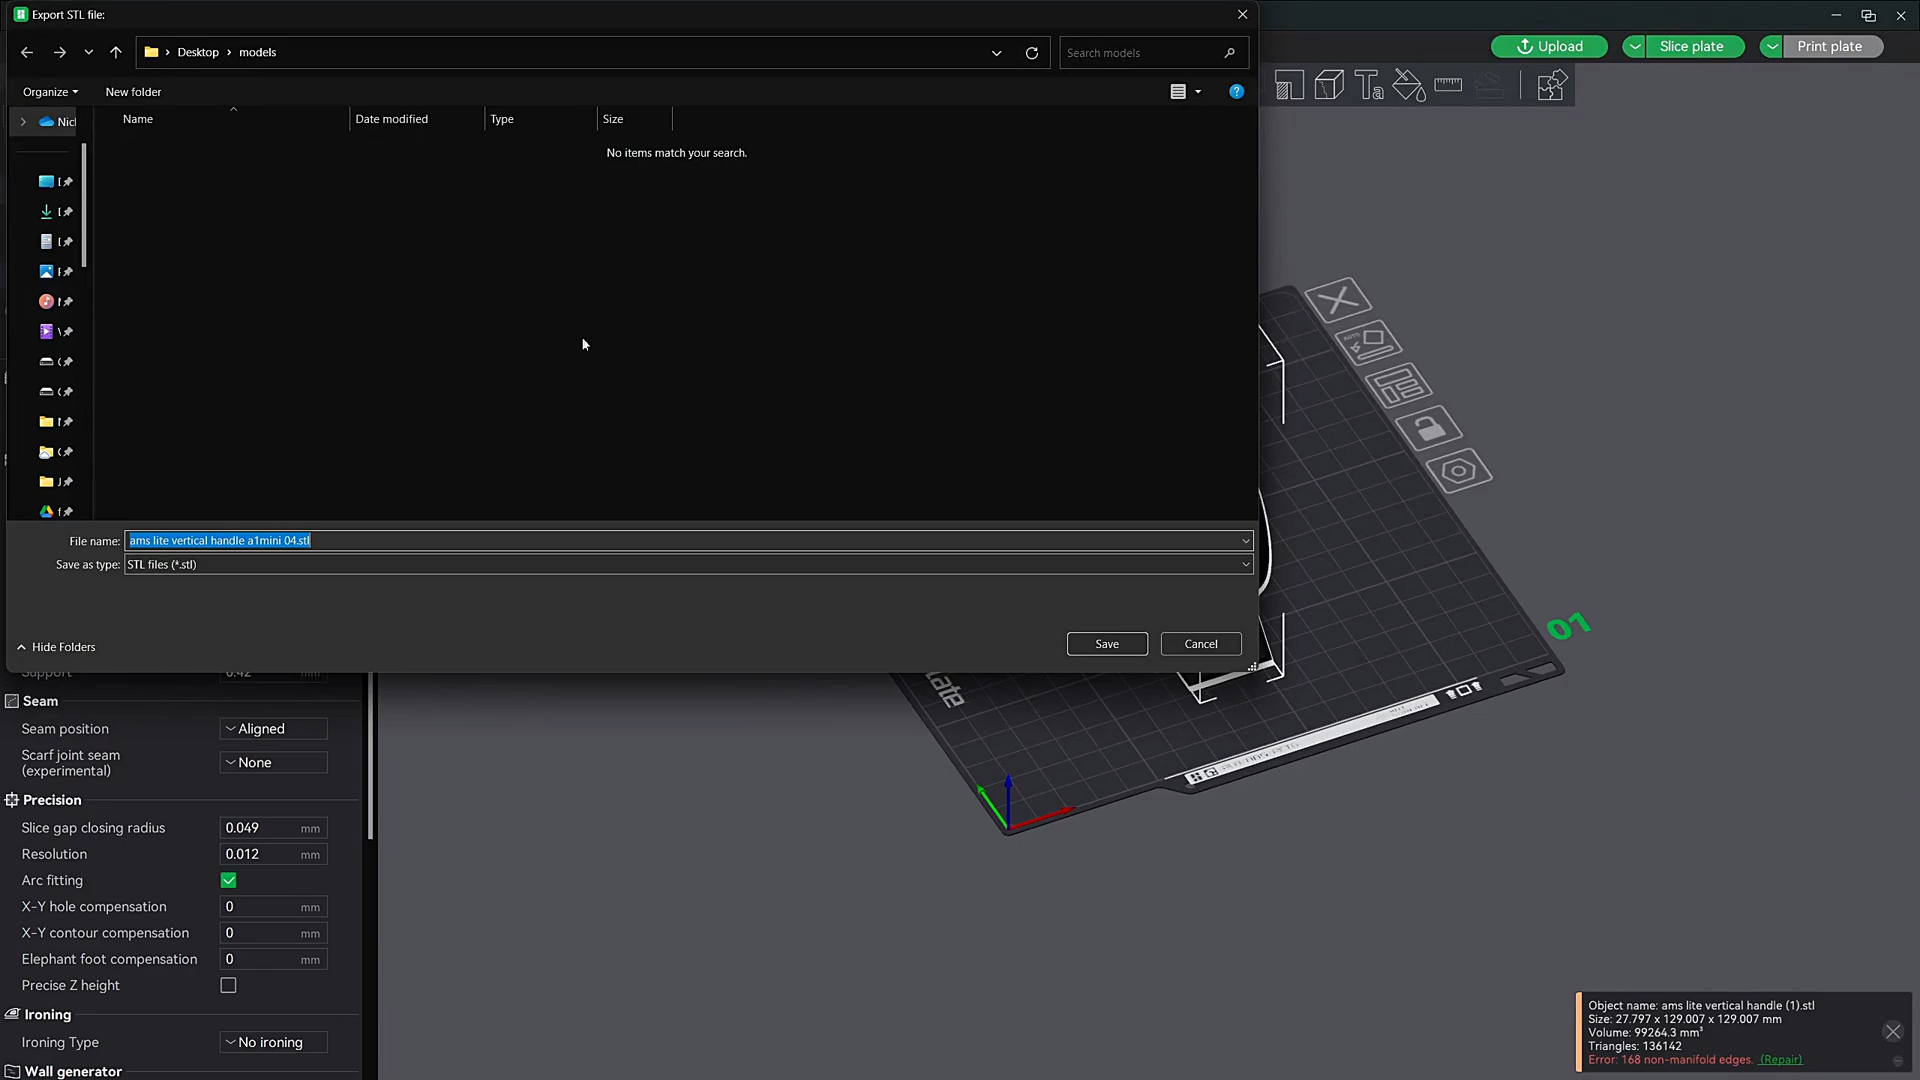 Export STL file:
Desktop > models
Search models
Organize
New folder
Name
Date modified
Type
Size
Nicl
No items match your search.
File name:
ams lite vertical handle a1mini 04.stl
Save as type:
STL files (*.stl)
Hide Folders
Save
Cancel
Upload
Slice plate
Print plate
AUTO
01
Support
0.42
Seam
Seam position
Aligned
Scarf joint seam
(experimental)
None
Precision
Slice gap closing radius
0.049 mm
Resolution
0.012 mm
Arc fitting
X-Y hole compensation
0 mm
X-Y contour compensation
0 mm
Elephant foot compensation
0 mm
Precise Z height
Ironing
Ironing Type
No ironing
Wall generator
Object name: ams lite vertical handle (1).stl
Size: 27.797 x 129.007 x 129.007 mm
Volume: 99264.3 mm³
Triangles: 136142
Error: 168 non-manifold edges. (Repair)